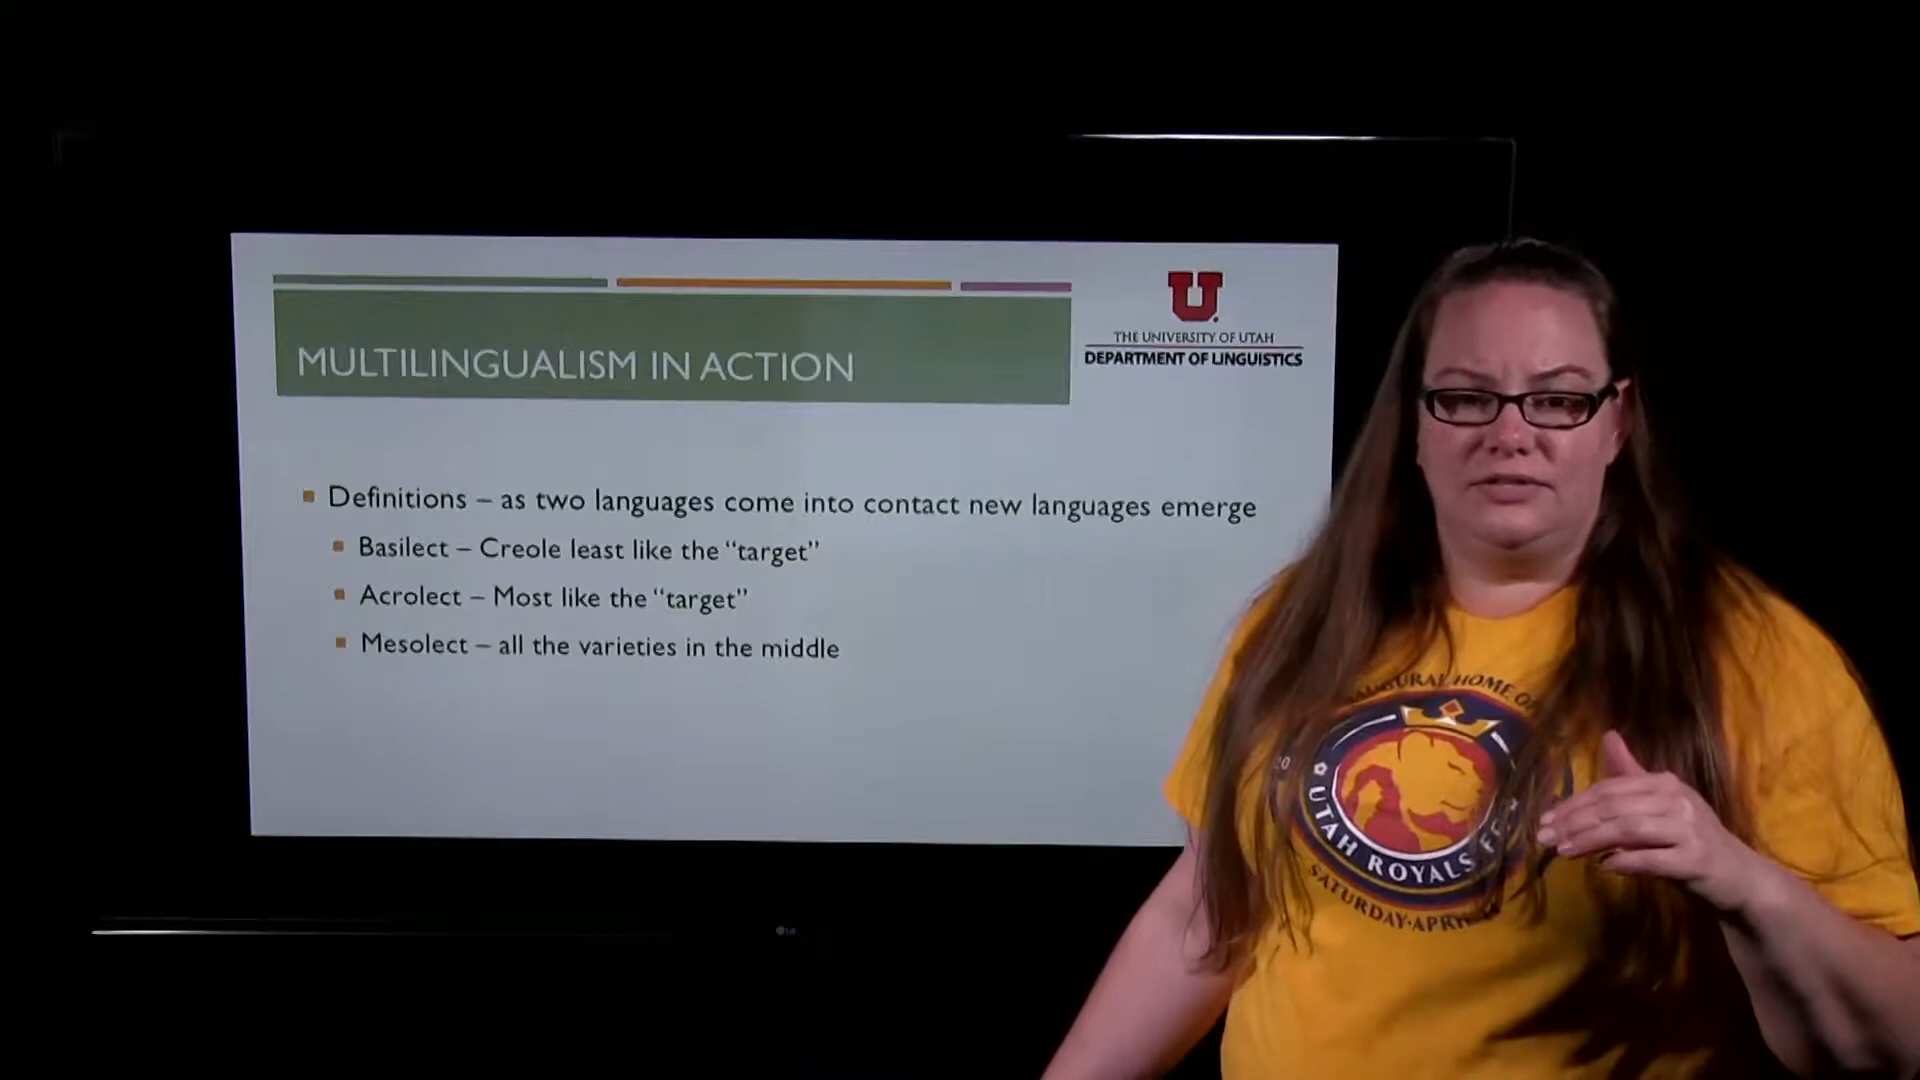 THE UNIVERSITY OF UTAH
DEPARTMENT OF LINGUISTICS
MULTILINGUALISM IN ACTION
Definitions – as two languages come into contact new languages emerge
Basilect – Creole least like the “target”
Acrolect – Most like the “target”
Mesolect – all the varieties in the middle
HOME
UTAH ROYALS
SATURDAY
LG